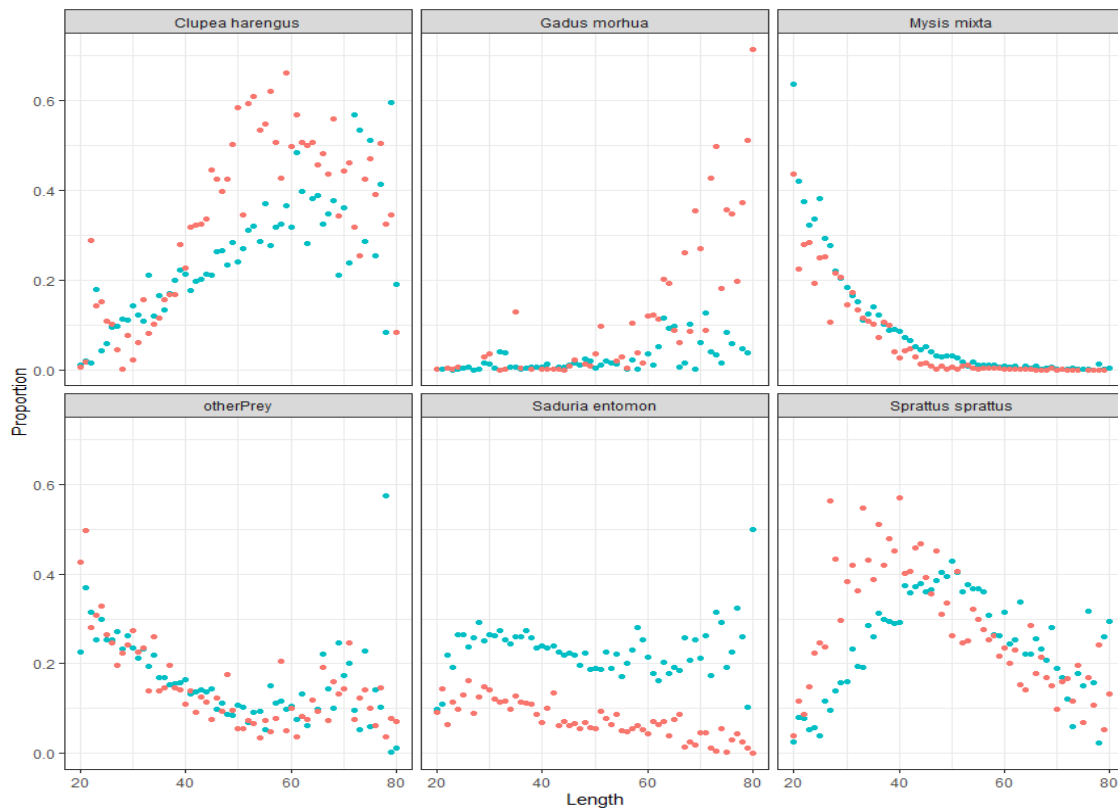 Clupea harengus
Gadus morhua
Mysis mixta
0.6
0.4
0.2
0.0
Proportion
otherPrey
Saduria entomon
Sprattus sprattus
0.6
0.4
0.2
0.0
20 40 60 80
20 40 60 80
20 40 60 80
Length